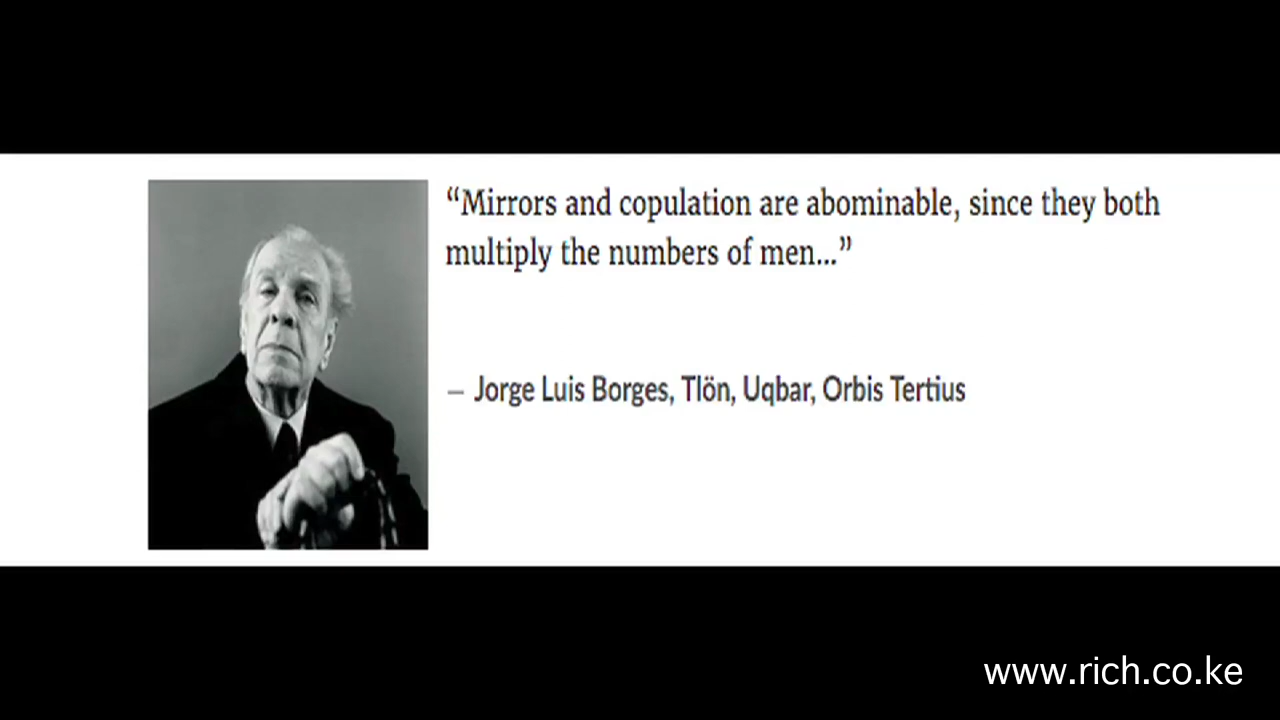 “Mirrors and copulation are abominable, since they both
multiply the numbers of men...”
– Jorge Luis Borges, Tlön, Uqbar, Orbis Tertius
www.rich.co.ke